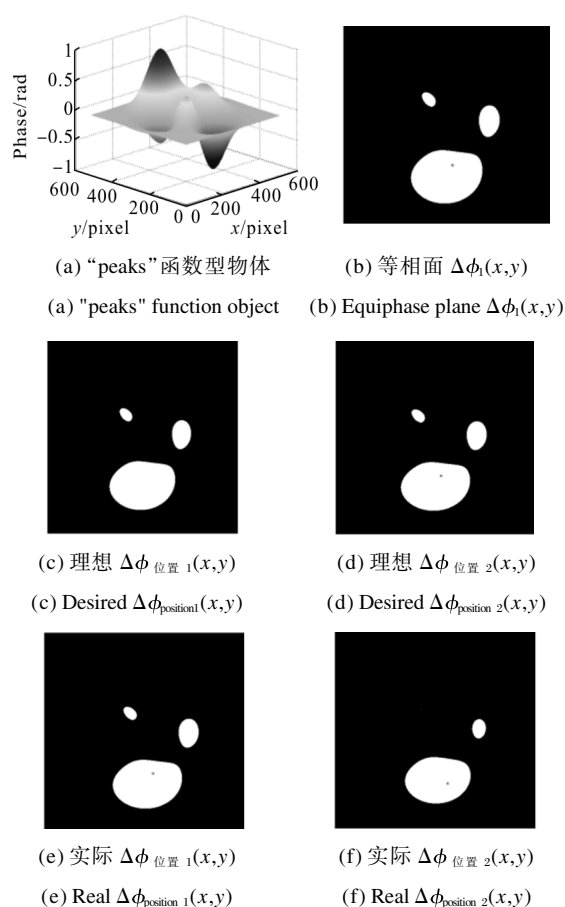 Phase/rad
1
0.5
0
−0.5
−1
600
400
200
0
y/pixel
0
200
400
600
x/pixel
(a) “peaks”函数型物体
(a) "peaks" function object
(b) 等相面 Δϕ₁(x,y)
(b) Equiphase plane Δϕ₁(x,y)
(c) 理想 Δϕ 位置 1(x,y)
(c) Desired Δϕposition1(x,y)
(d) 理想 Δϕ 位置 2(x,y)
(d) Desired Δϕposition 2(x,y)
(e) 实际 Δϕ 位置 1(x,y)
(e) Real Δϕposition 1(x,y)
(f) 实际 Δϕ 位置 2(x,y)
(f) Real Δϕposition 2(x,y)